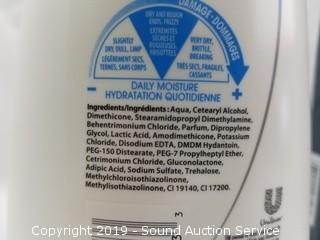 DAMAGE • DOMMAGES
DRY AND ROUGH
ENDS, FRIZZY
EXTREMITÉS
SÈCHES ET
RUGUEUSES,
FRISOTTÉS
SLIGHTLY
DRY, DULL, LIMP
LÉGÈREMENT SECS,
TERNES, SANS CORPS
VERY DRY,
BRITTLE,
BREAKING
TRÈS SECS, FRAGILES,
CASSANTS
- +
DAILY MOISTURE
HYDRATATION QUOTIDIENNE
Ingredients/Ingrédients: Aqua, Cetearyl Alcohol,
Dimethicone, Stearamidopropyl Dimethylamine,
Behentrimonium Chloride, Parfum, Dipropylene
Glycol, Lactic Acid, Amodimethicone, Potassium
Chloride, Disodium EDTA, DMDM Hydantoin,
PEG-150 Distearate, PEG-7 Propylheptyl Ether,
Cetrimonium Chloride, Gluconolactone,
Adipic Acid, Sodium Sulfate, Trehalose,
Methylchloroisothiazolinone,
Methylisothiazolinone, CI 19140, CI 17200.
Unilever
Copyright 2019 - Sound Auction Service